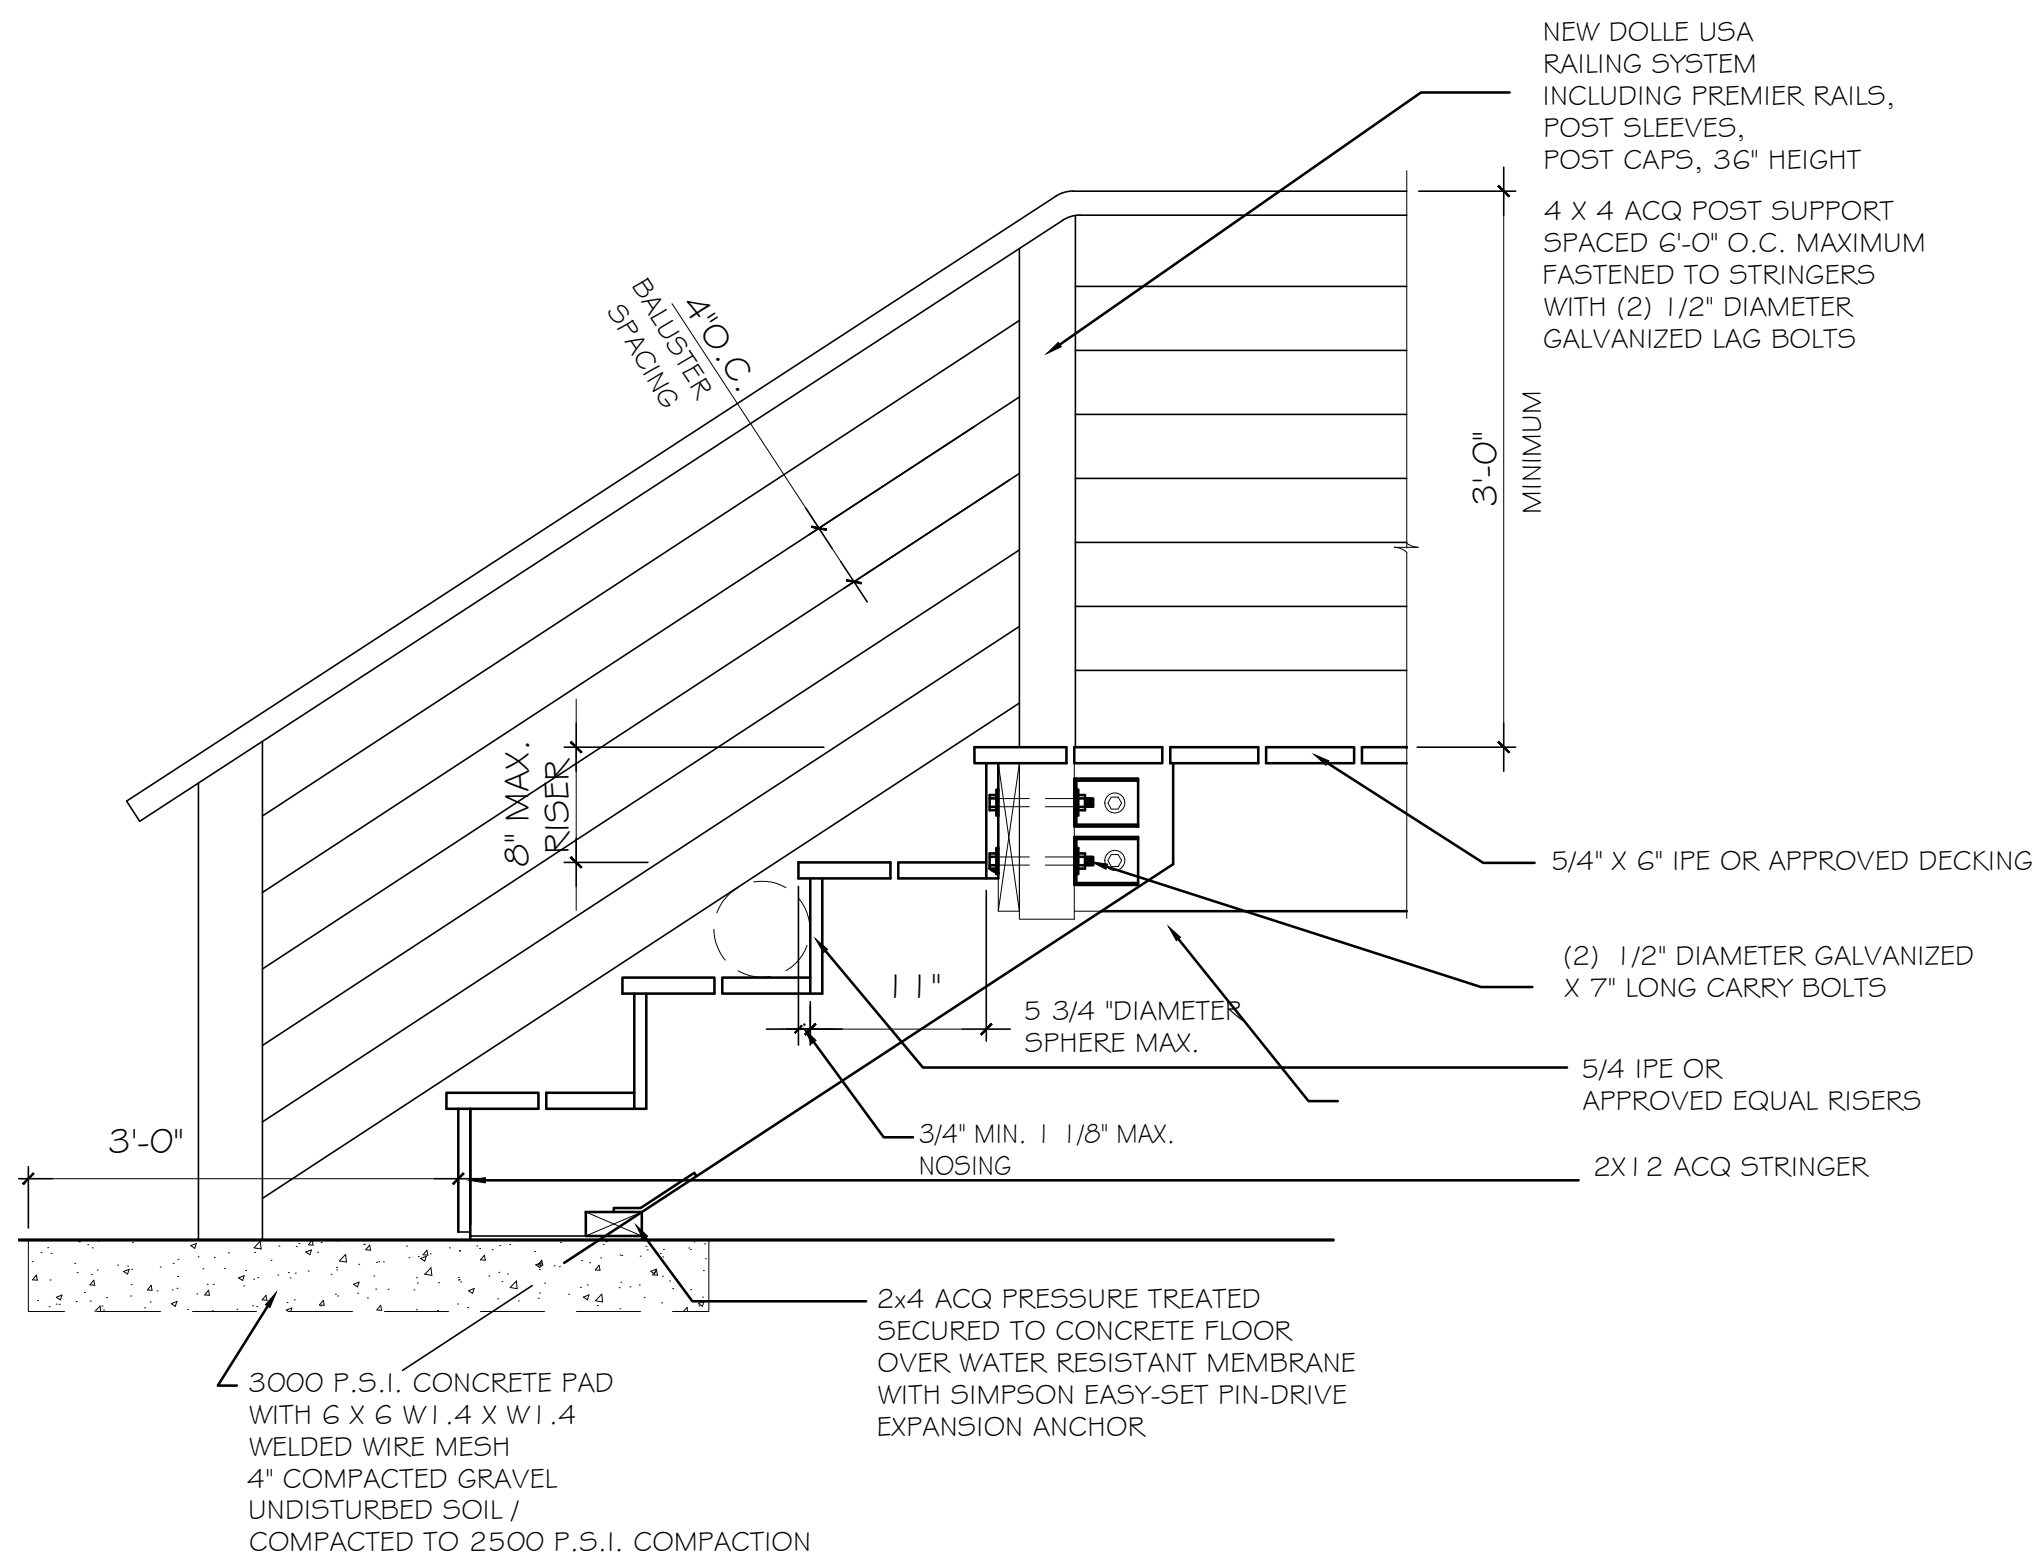 NEW DOLLE USA
RAILING SYSTEM
INCLUDING PREMIER RAILS,
POST SLEEVES,
POST CAPS, 36" HEIGHT
4 X 4 ACQ POST SUPPORT
SPACED 6'-0" O.C. MAXIMUM
FASTENED TO STRINGERS
WITH (2) 1/2" DIAMETER
GALVANIZED LAG BOLTS
4"O.C.
BALUSTER
SPACING
3'-0"
MINIMUM
8" MAX.
RISER
5/4" X 6" IPE OR APPROVED DECKING
(2) 1/2" DIAMETER GALVANIZED
X 7" LONG CARRY BOLTS
11"
5 3/4 "DIAMETER
SPHERE MAX.
5/4 IPE OR
APPROVED EQUAL RISERS
3/4" MIN. 1 1/8" MAX.
NOSING
3'-0"
2X12 ACQ STRINGER
2x4 ACQ PRESSURE TREATED
SECURED TO CONCRETE FLOOR
OVER WATER RESISTANT MEMBRANE
WITH SIMPSON EASY-SET PIN-DRIVE
EXPANSION ANCHOR
3000 P.S.I. CONCRETE PAD
WITH 6 X 6 W1.4 X W1.4
WELDED WIRE MESH
4" COMPACTED GRAVEL
UNDISTURBED SOIL /
COMPACTED TO 2500 P.S.I. COMPACTION